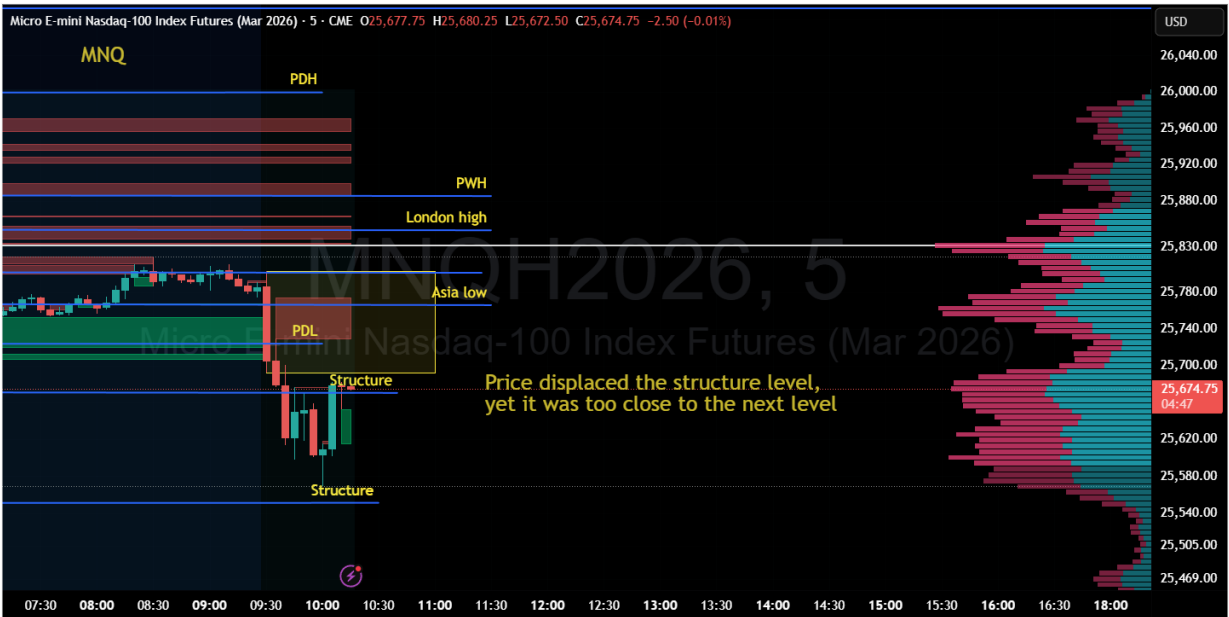 Micro E-mini Nasdaq-100 Index Futures (Mar 2026) · 5 · CME O25,677.75 H25,680.25 L25,672.50 C25,674.75 −2.50 (−0.01%)
USD
MNQ
26,040.00
PDH
26,000.00
25,960.00
25,920.00
PWH
25,880.00
London high
25,830.00
MNQH2026, 5
Asia low
25,780.00
PDL
25,740.00
Micro E-mini Nasdaq-100 Index Futures (Mar 2026)
25,700.00
Structure
Price displaced the structure level,
yet it was too close to the next level
25,674.75
04:47
25,620.00
25,580.00
Structure
25,540.00
25,505.00
25,469.00
07:30 08:00 08:30 09:00 09:30 10:00 10:30 11:00 11:30 12:00 12:30 13:00 13:30 14:00 14:30 15:00 15:30 16:00 16:30 18:00